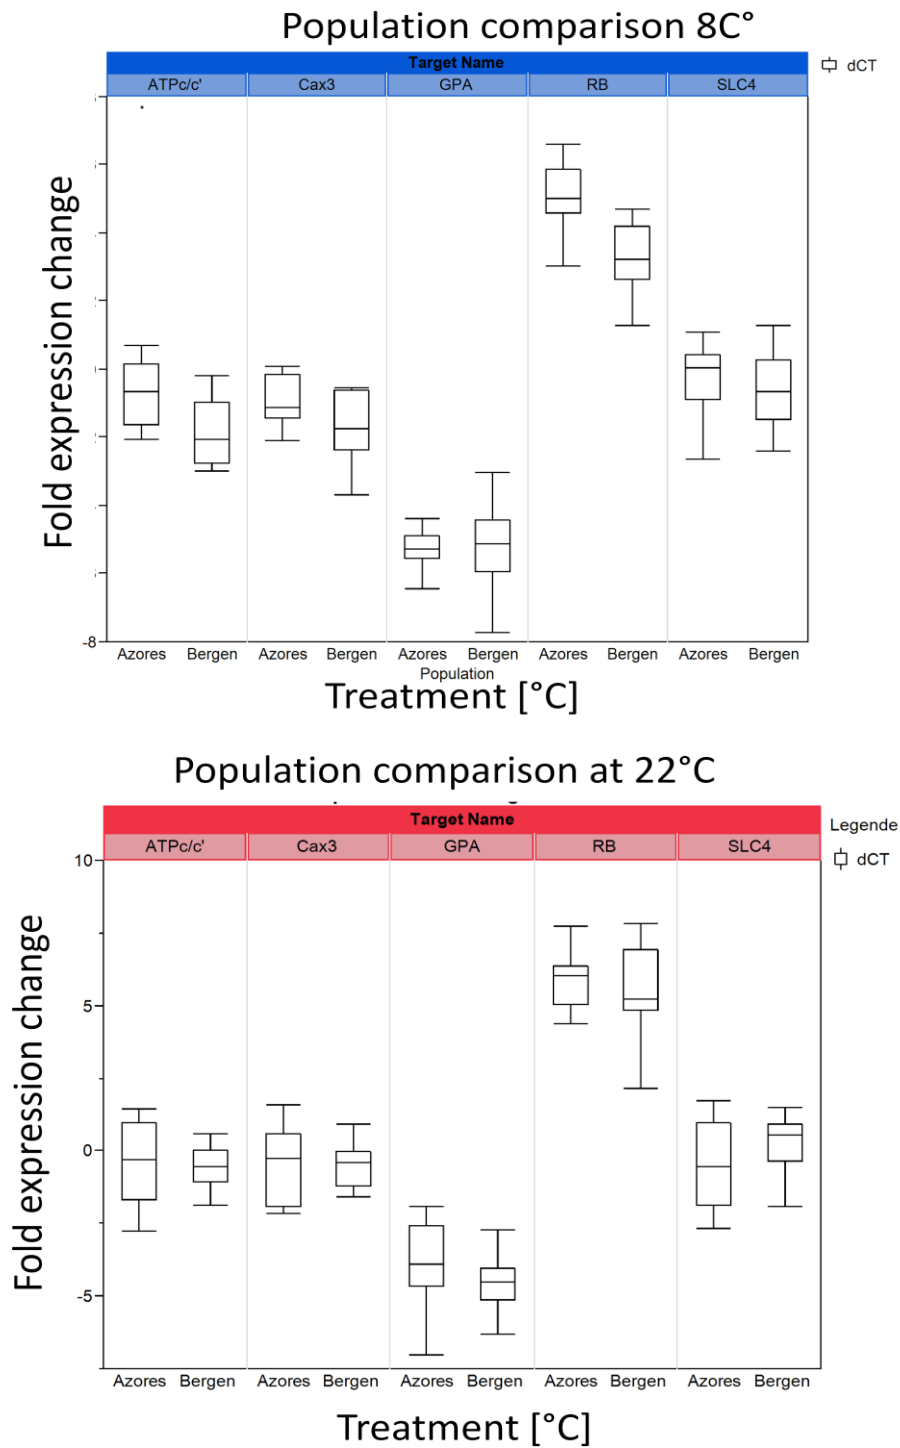 Population comparison 8C°
Target Name
dCT
ATPc/c' Cax3 GPA RB SLC4
Fold expression change
-8
Azores Bergen Azores Bergen Azores Bergen Azores Bergen Azores Bergen
Population
Treatment [°C]
Population comparison at 22°C
Target Name
Legende
ATPc/c' Cax3 GPA RB SLC4
dCT
10
5
0
-5
Fold expression change
Azores Bergen Azores Bergen Azores Bergen Azores Bergen Azores Bergen
Treatment [°C]